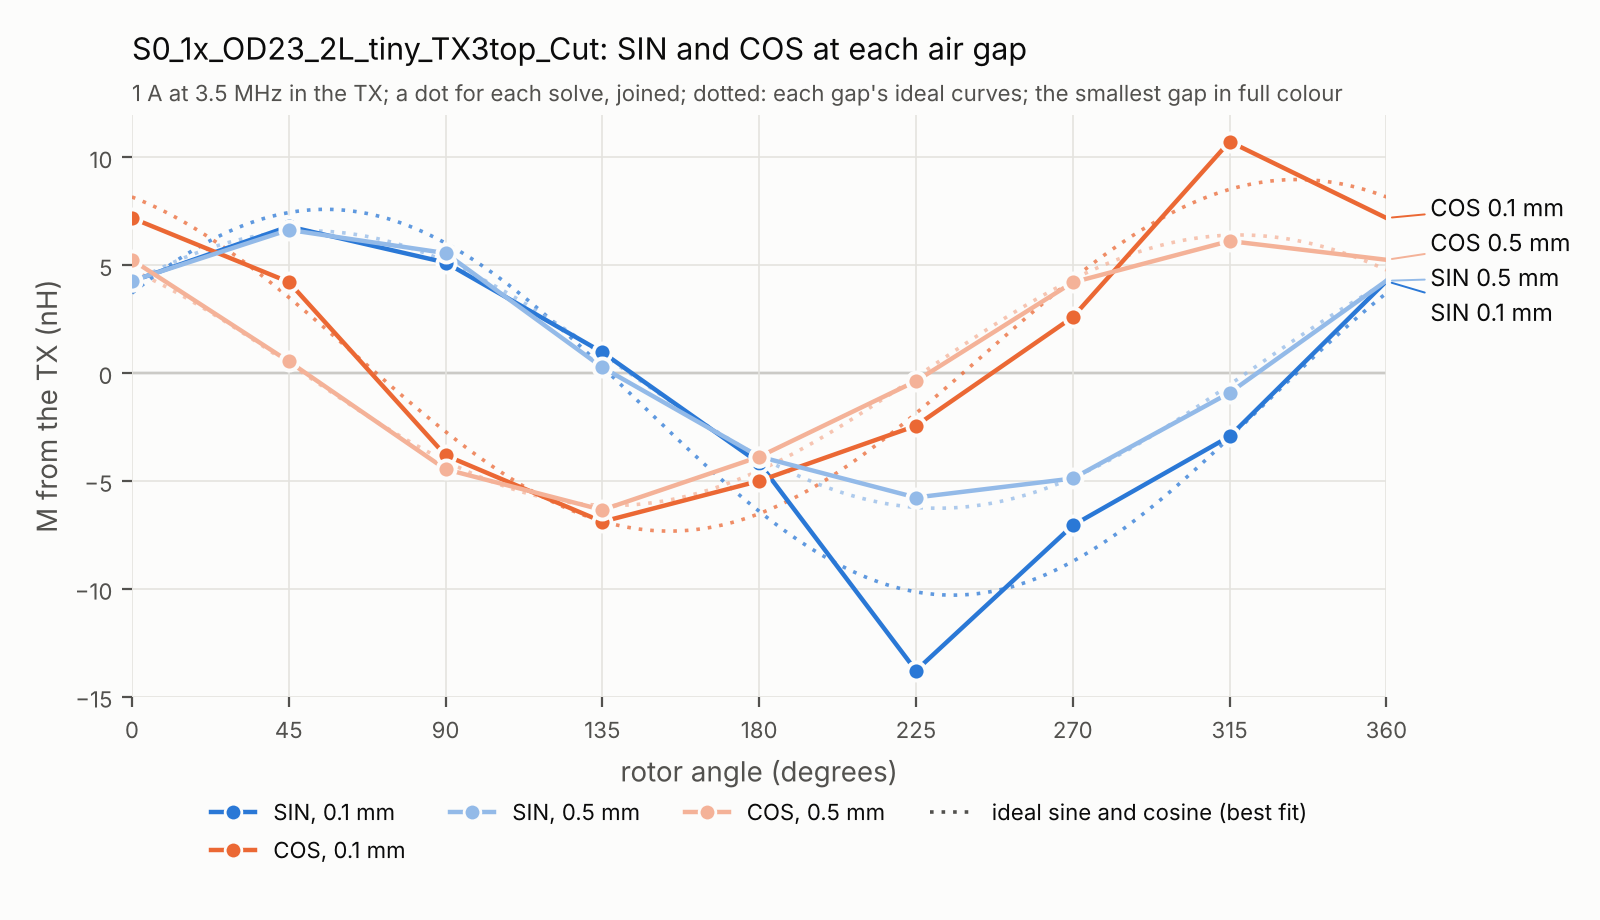 S0_1x_OD23_2L_tiny_TX3top_Cut: SIN and COS at each air gap
1 A at 3.5 MHz in the TX; a dot for each solve, joined; dotted: each gap's ideal curves; the smallest gap in full colour
M from the TX (nH)
10
5
0
−5
−10
−15
0 45 90 135 180 225 270 315 360
rotor angle (degrees)
COS 0.1 mm
COS 0.5 mm
SIN 0.5 mm
SIN 0.1 mm
SIN, 0.1 mm SIN, 0.5 mm COS, 0.5 mm ideal sine and cosine (best fit)
COS, 0.1 mm